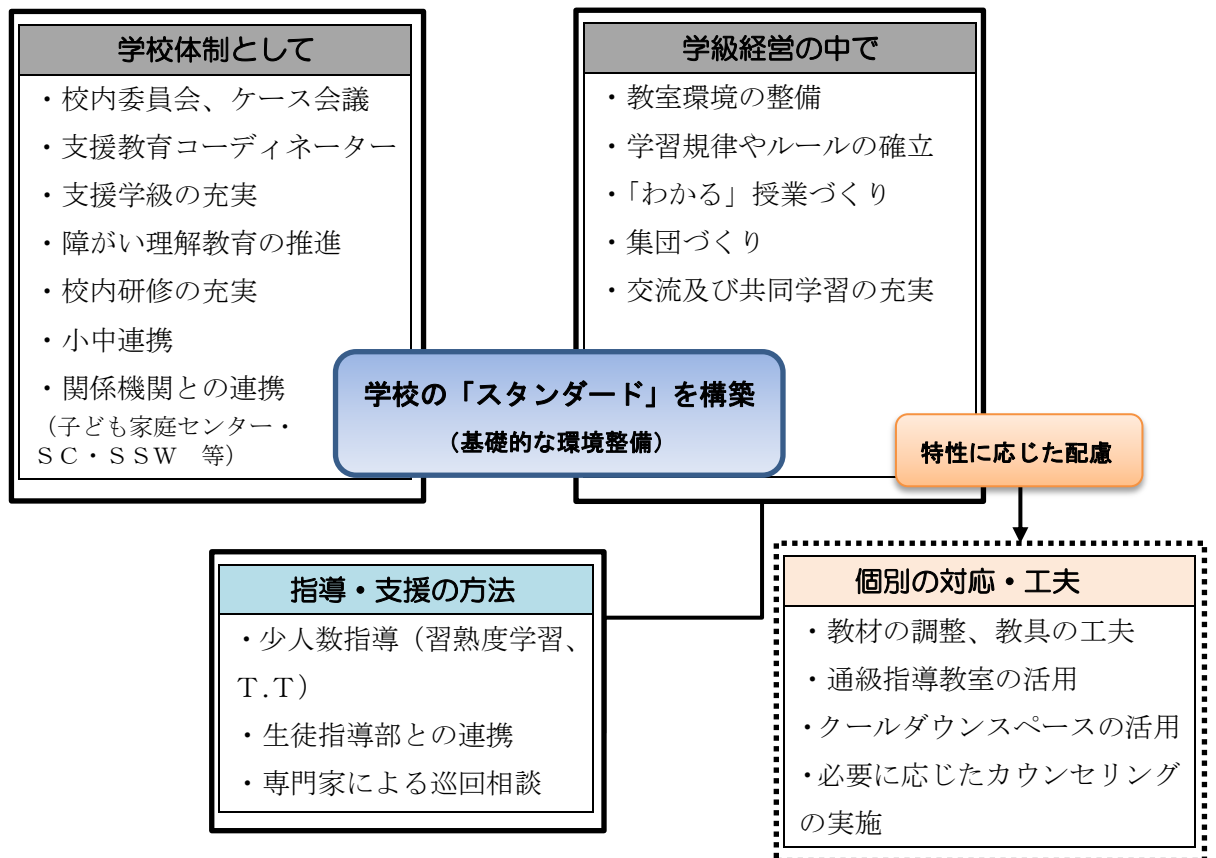 学校体制として
・校内委員会、ケース会議
・支援教育コーディネーター
・支援学級の充実
・障がい理解教育の推進
・校内研修の充実
・小中連携
・関係機関との連携
（子ども家庭センター・
ＳＣ・ＳＳＷ　等）
学級経営の中で
・教室環境の整備
・学習規律やルールの確立
・「わかる」授業づくり
・集団づくり
・交流及び共同学習の充実
学校の「スタンダード」を構築
（基礎的な環境整備）
特性に応じた配慮
指導・支援の方法
・少人数指導（習熟度学習、
Ｔ.Ｔ）
・生徒指導部との連携
・専門家による巡回相談
個別の対応・工夫
・教材の調整、教具の工夫
・通級指導教室の活用
・クールダウンスペースの活用
・必要に応じたカウンセリング
の実施